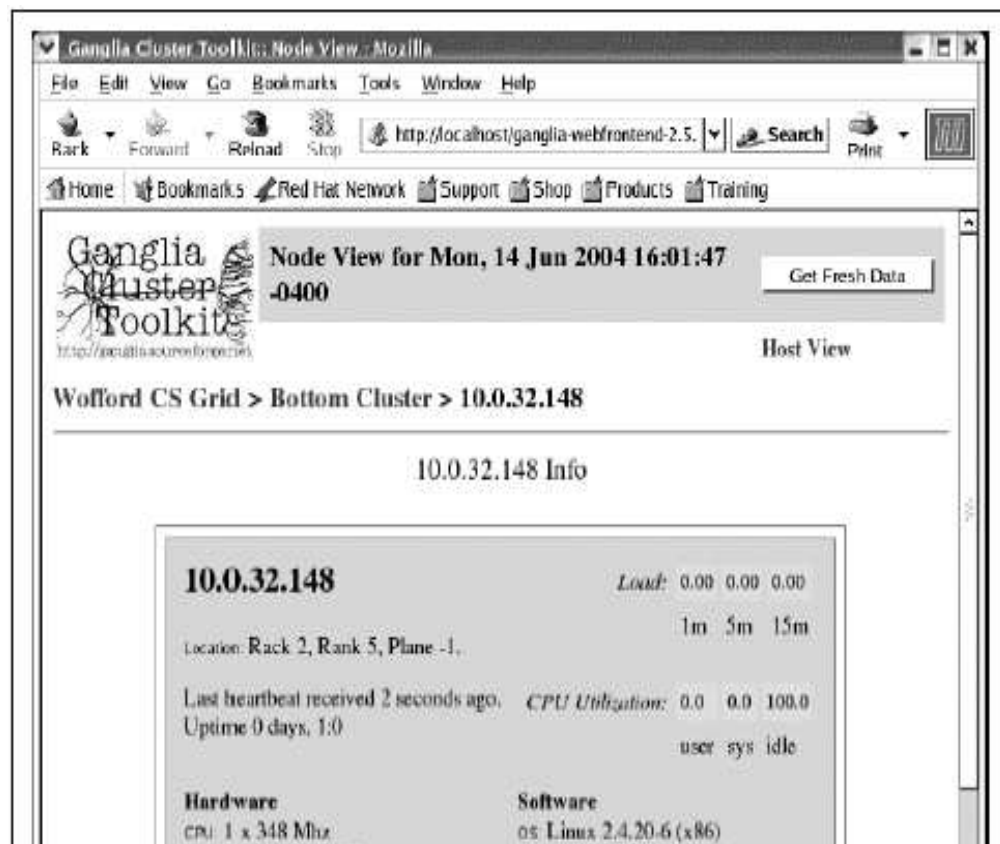 Ganglia Cluster Toolkit:: Node View - Mozilla
File Edit View Go Bookmarks Tools Window Help
Back Forward Reload Stop http://localhost/ganglia-webfrontend-2.5. Search Print
Home Bookmarks Red Hat Network Support Shop Products Training
Ganglia
Cluster
Toolkit
Node View for Mon, 14 Jun 2004 16:01:47
-0400
Get Fresh Data
Host View
Wofford CS Grid > Bottom Cluster > 10.0.32.148
10.0.32.148 Info
10.0.32.148
Load: 0.00 0.00 0.00
1m 5m 15m
Location: Rack 2, Rank 5, Plane -1.
Last heartbeat received 2 seconds ago.
Uptime 0 days, 1:0
CPU Utilization: 0.0 0.0 100.0
user sys idle
Hardware
CPU: 1 x 348 Mhz
Software
OS: Linux 2.4.20-6 (x86)